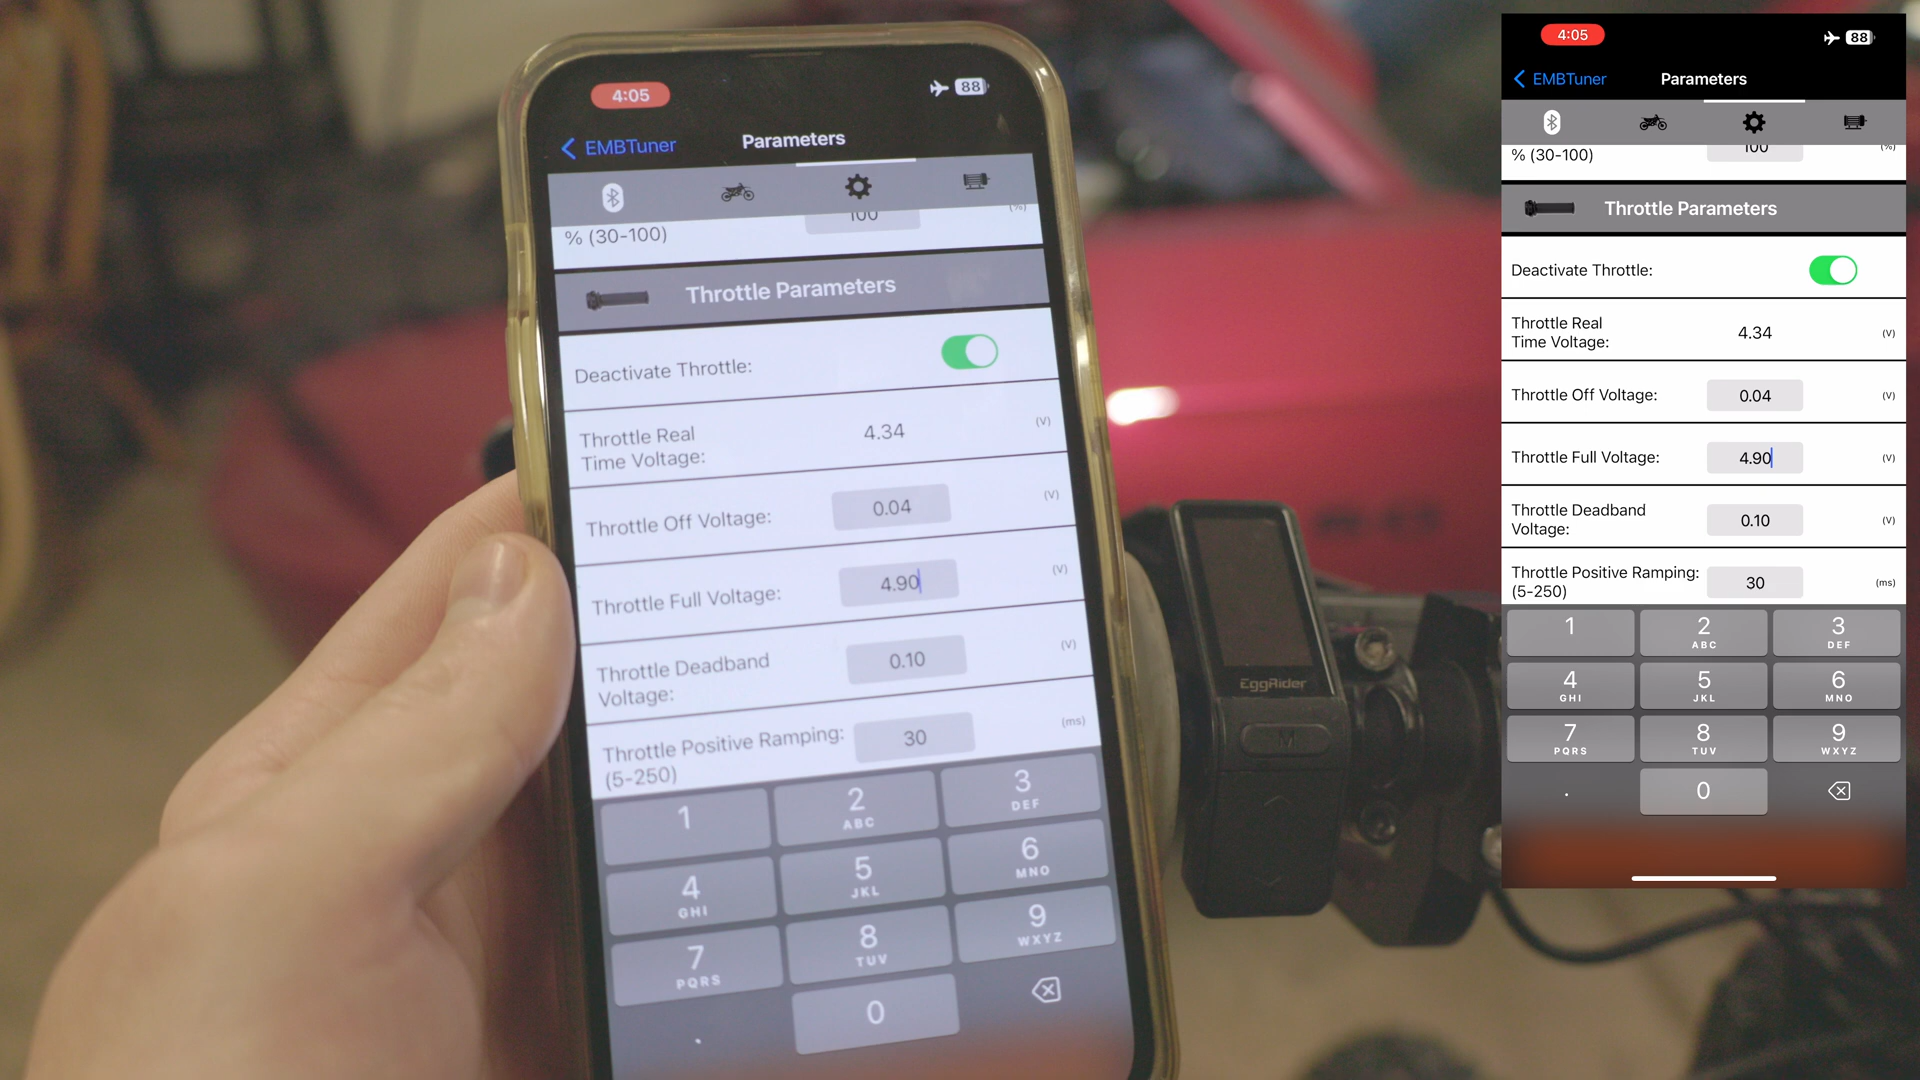 4:05
88
EMBTuner
Parameters
100
(%)
% (30-100)
Throttle Parameters
Deactivate Throttle:
Throttle Real
Time Voltage:
4.34
(V)
Throttle Off Voltage:
0.04
(V)
Throttle Full Voltage:
4.90
(V)
Throttle Deadband
Voltage:
0.10
(V)
Throttle Positive Ramping:
(5-250)
30
(ms)
1
2
ABC
3
DEF
4
GHI
5
JKL
6
MNO
7
PQRS
8
TUV
9
WXYZ
.
0
EggRider
M
4:05
88
EMBTuner
Parameters
100
(%)
% (30-100)
Throttle Parameters
Deactivate Throttle:
Throttle Real
Time Voltage:
4.34
(V)
Throttle Off Voltage:
0.04
(V)
Throttle Full Voltage:
4.90
(V)
Throttle Deadband
Voltage:
0.10
(V)
Throttle Positive Ramping:
(5-250)
30
(ms)
1
2
ABC
3
DEF
4
GHI
5
JKL
6
MNO
7
PQRS
8
TUV
9
WXYZ
.
0